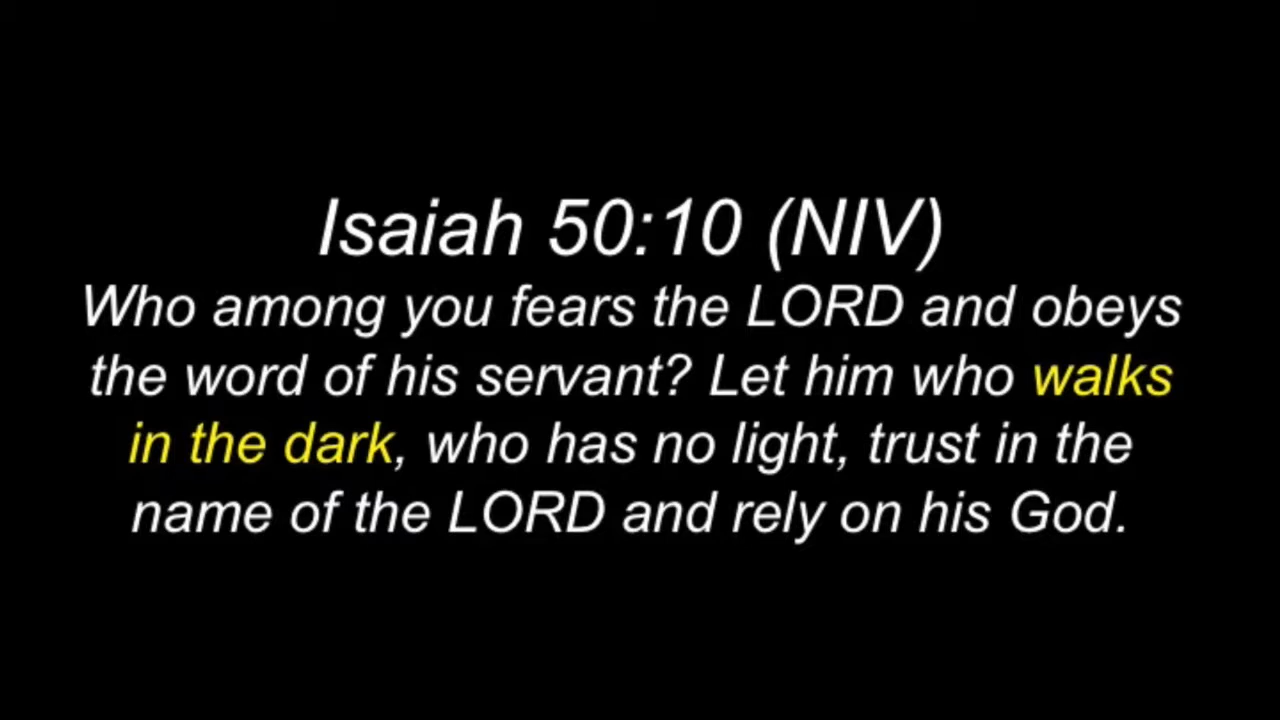 Isaiah 50:10 (NIV)
Who among you fears the LORD and obeys
the word of his servant? Let him who walks
in the dark, who has no light, trust in the
name of the LORD and rely on his God.